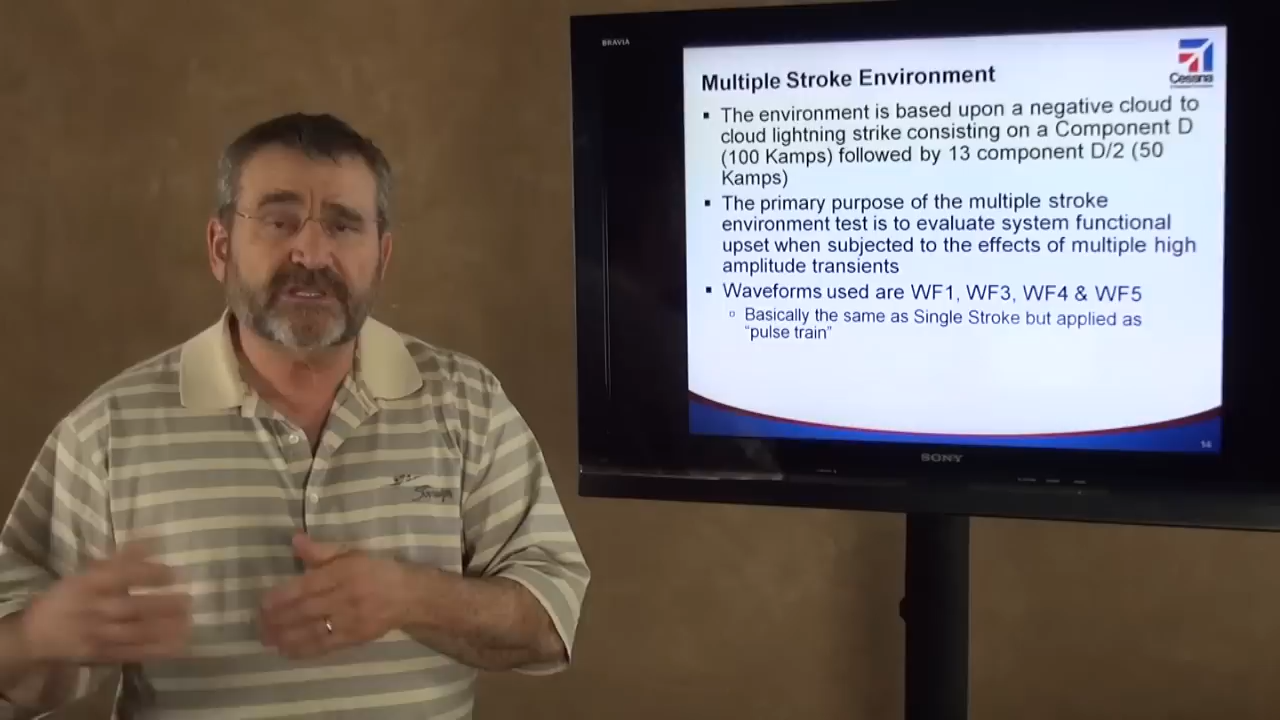 BRAVIA
Cessna
Multiple Stroke Environment
▪ The environment is based upon a negative cloud to
cloud lightning strike consisting on a Component D
(100 Kamps) followed by 13 component D/2 (50
Kamps)
▪ The primary purpose of the multiple stroke
environment test is to evaluate system functional
upset when subjected to the effects of multiple high
amplitude transients
▪ Waveforms used are WF1, WF3, WF4 & WF5
▫ Basically the same as Single Stroke but applied as
“pulse train”
14
SONY